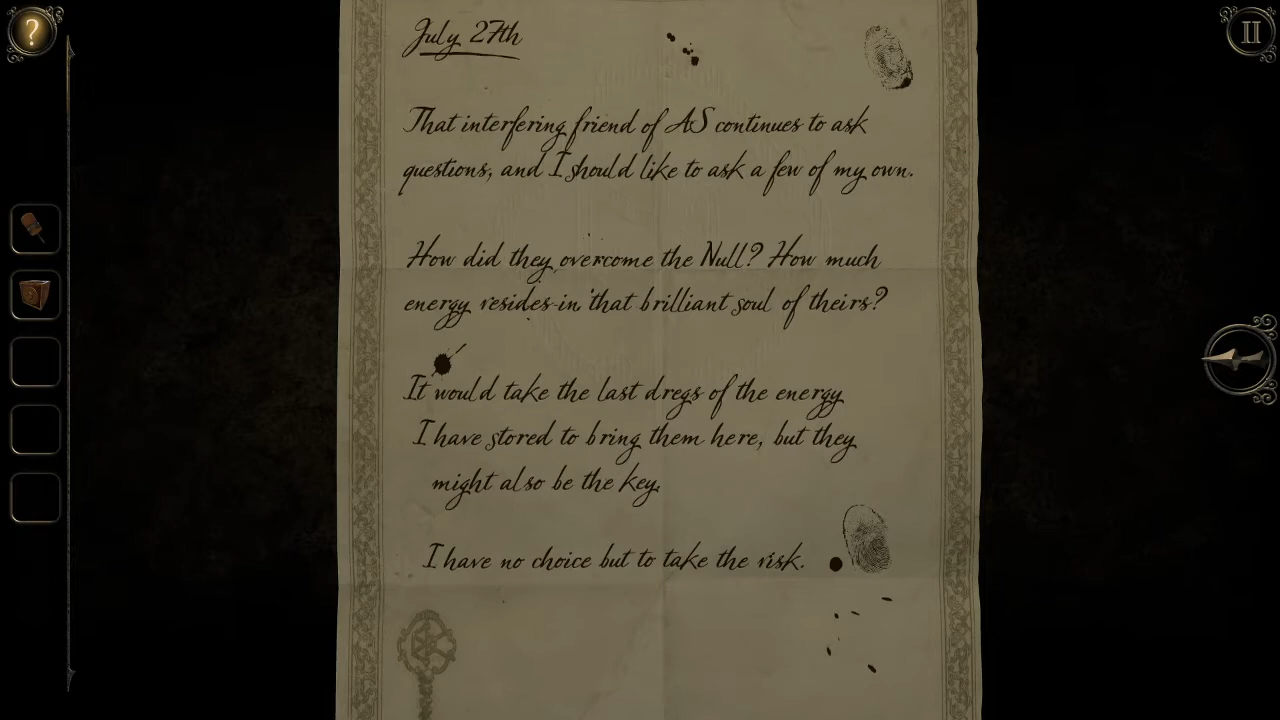 ?
July 27th
That interfering friend of AS continues to ask
questions, and I should like to ask a few of my own.
How did they overcome the Null? How much
energy resides in that brilliant soul of theirs?
It would take the last dregs of the energy
I have stored to bring them here, but they
might also be the key.
I have no choice but to take the risk.